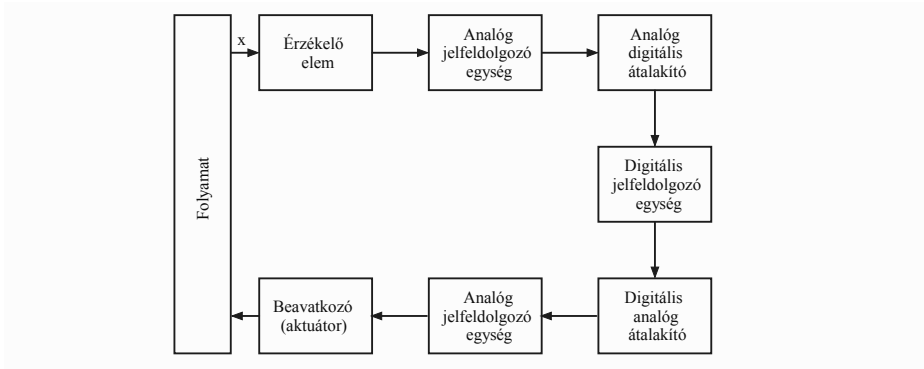 x
Érzékelő
elem
Analóg
jelfeldolgozó
egység
Analóg
digitális
átalakító
Folyamat
Digitális
jelfeldolgozó
egység
Beavatkozó
(aktuátor)
Analóg
jelfeldolgozó
egység
Digitális
analóg
átalakító